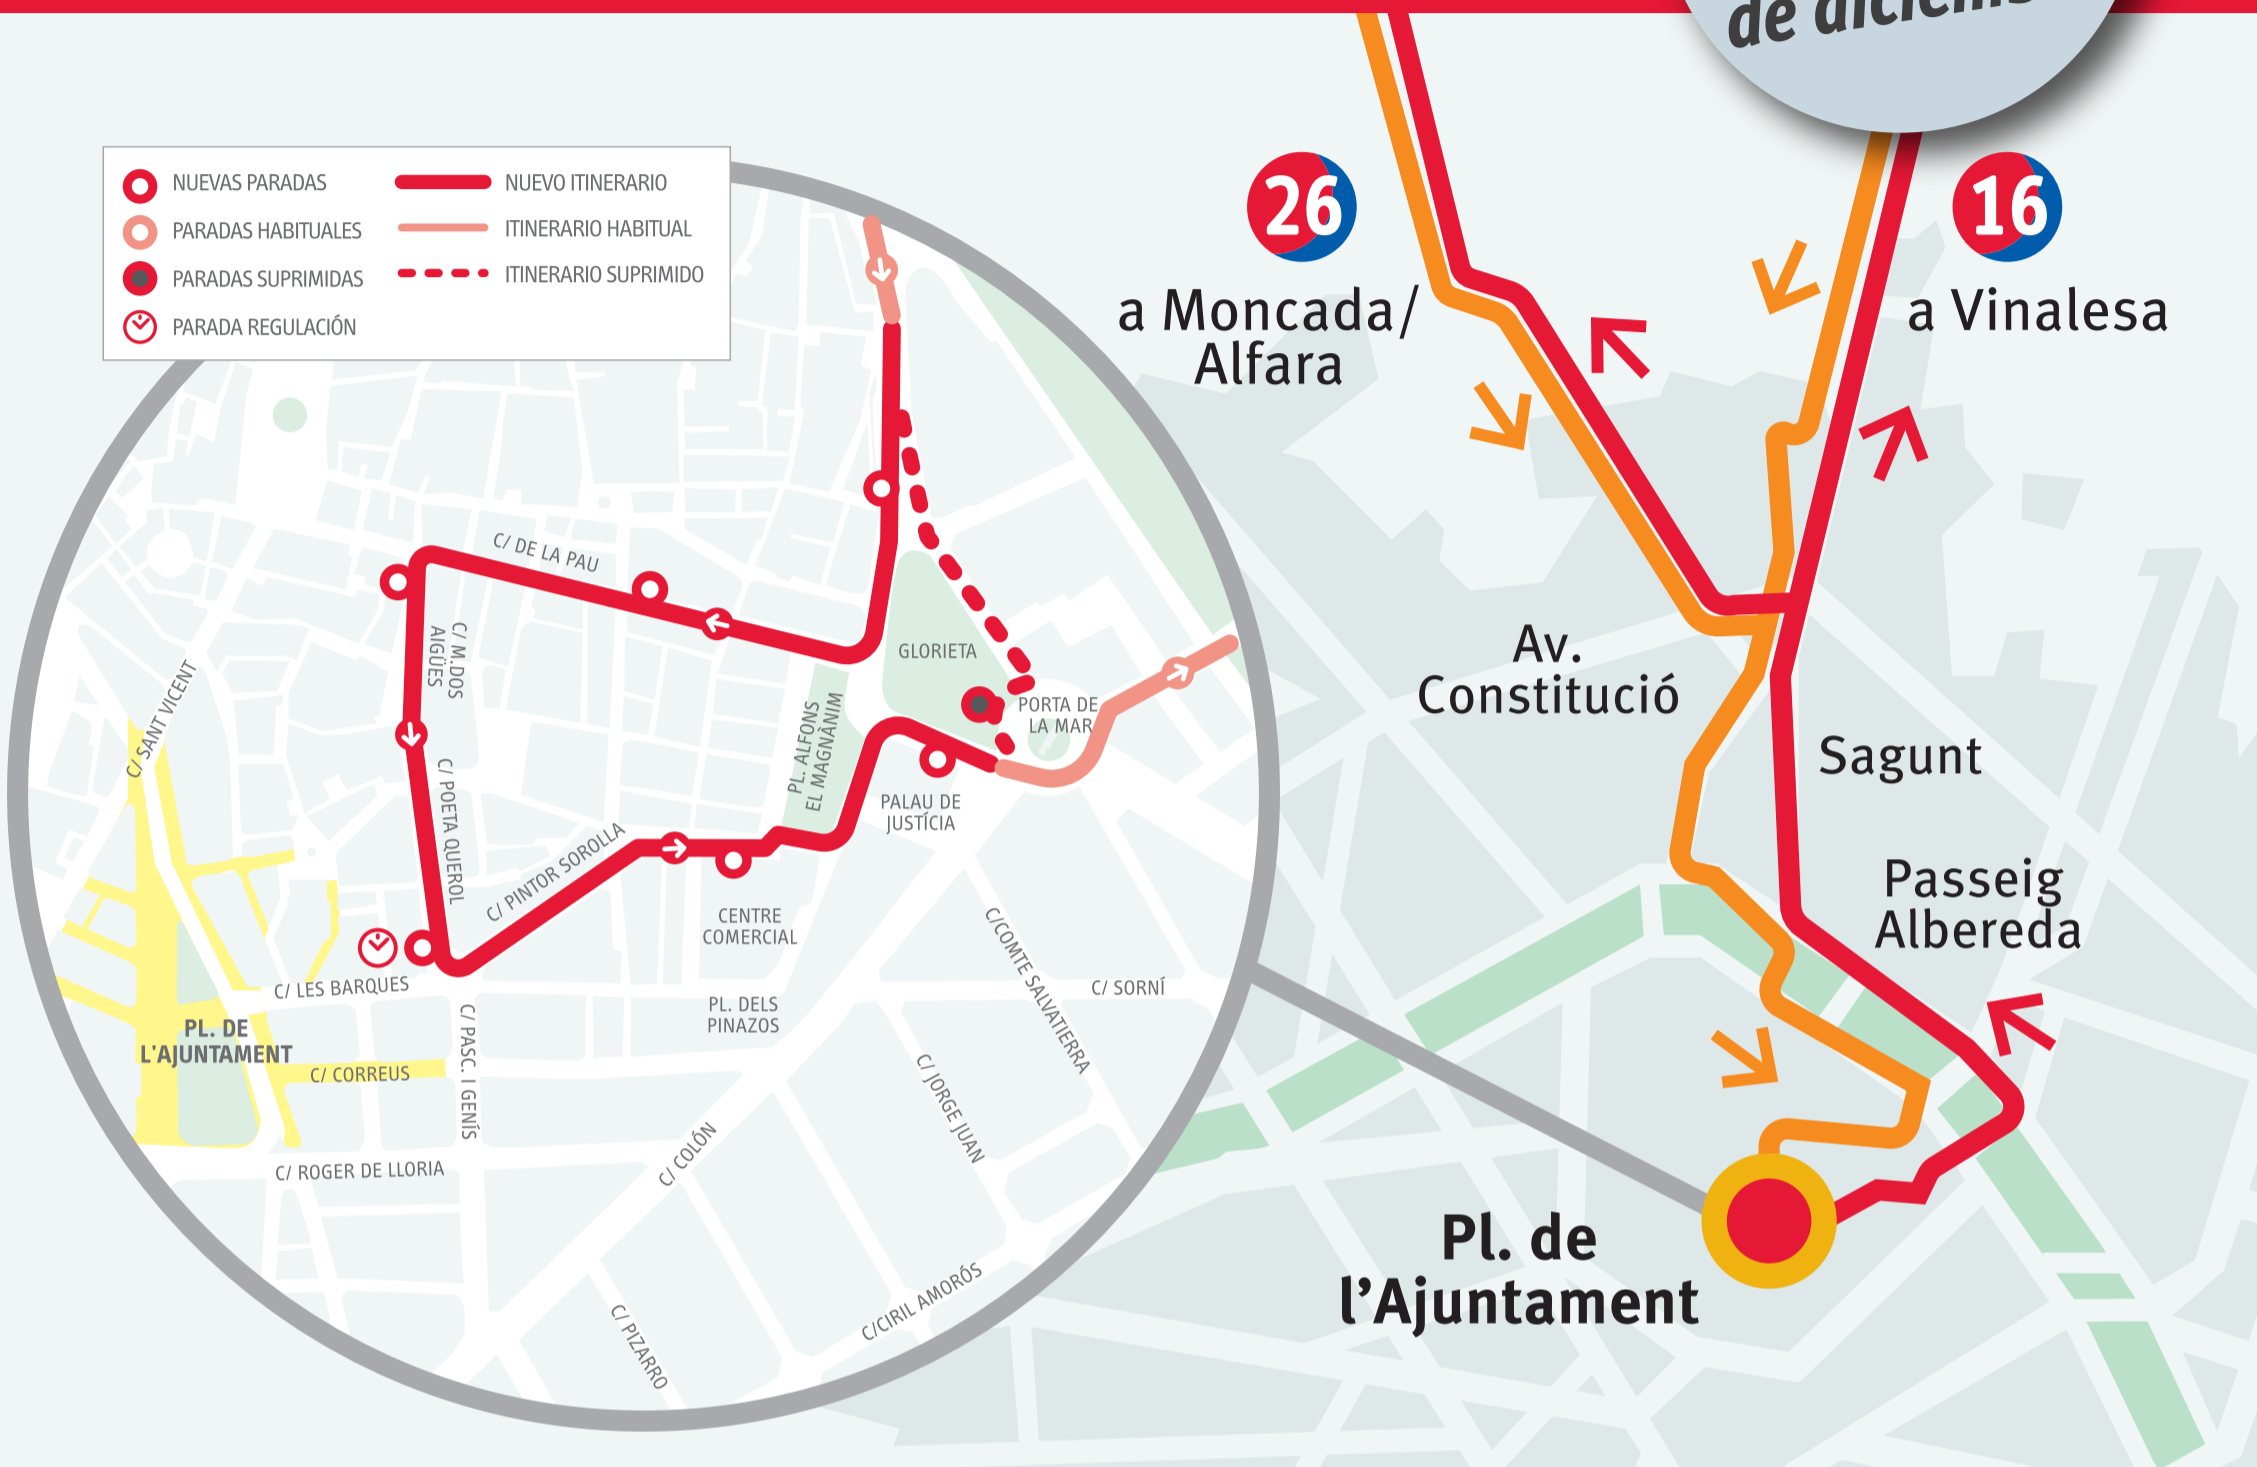 NUEVAS PARADAS
PARADAS HABITUALES
PARADAS SUPRIMIDAS
PARADA REGULACIÓN
NUEVO ITINERARIO
ITINERARIO HABITUAL
ITINERARIO SUPRIMIDO
de
26
a Moncada/
Alfara
16
a Vinalesa
Av.
Constitució
Sagunt
Passeig
Albereda
Pl. de
l'Ajuntament
C/ DE LA PAU
C/ M.DOS
AIGÜES
C/ SANT VICENT
C/ POETA QUEROL
C/ PINTOR SOROLLA
GLORIETA
PL. ALFONS
EL MAGNÀNIM
PORTA DE
LA MAR
PALAU DE
JUSTÍCIA
CENTRE
COMERCIAL
C/ LES BARQUES
PL. DE
L'AJUNTAMENT
C/ CORREUS
C/ PASC. I GENÍS
PL. DELS
PINAZOS
C/COMTE SALVATIERRA
C/ SORNÍ
C/ JORGE JUAN
C/ COLÓN
C/ ROGER DE LLORIA
C/ PIZARRO
C/CIRIL AMORÓS